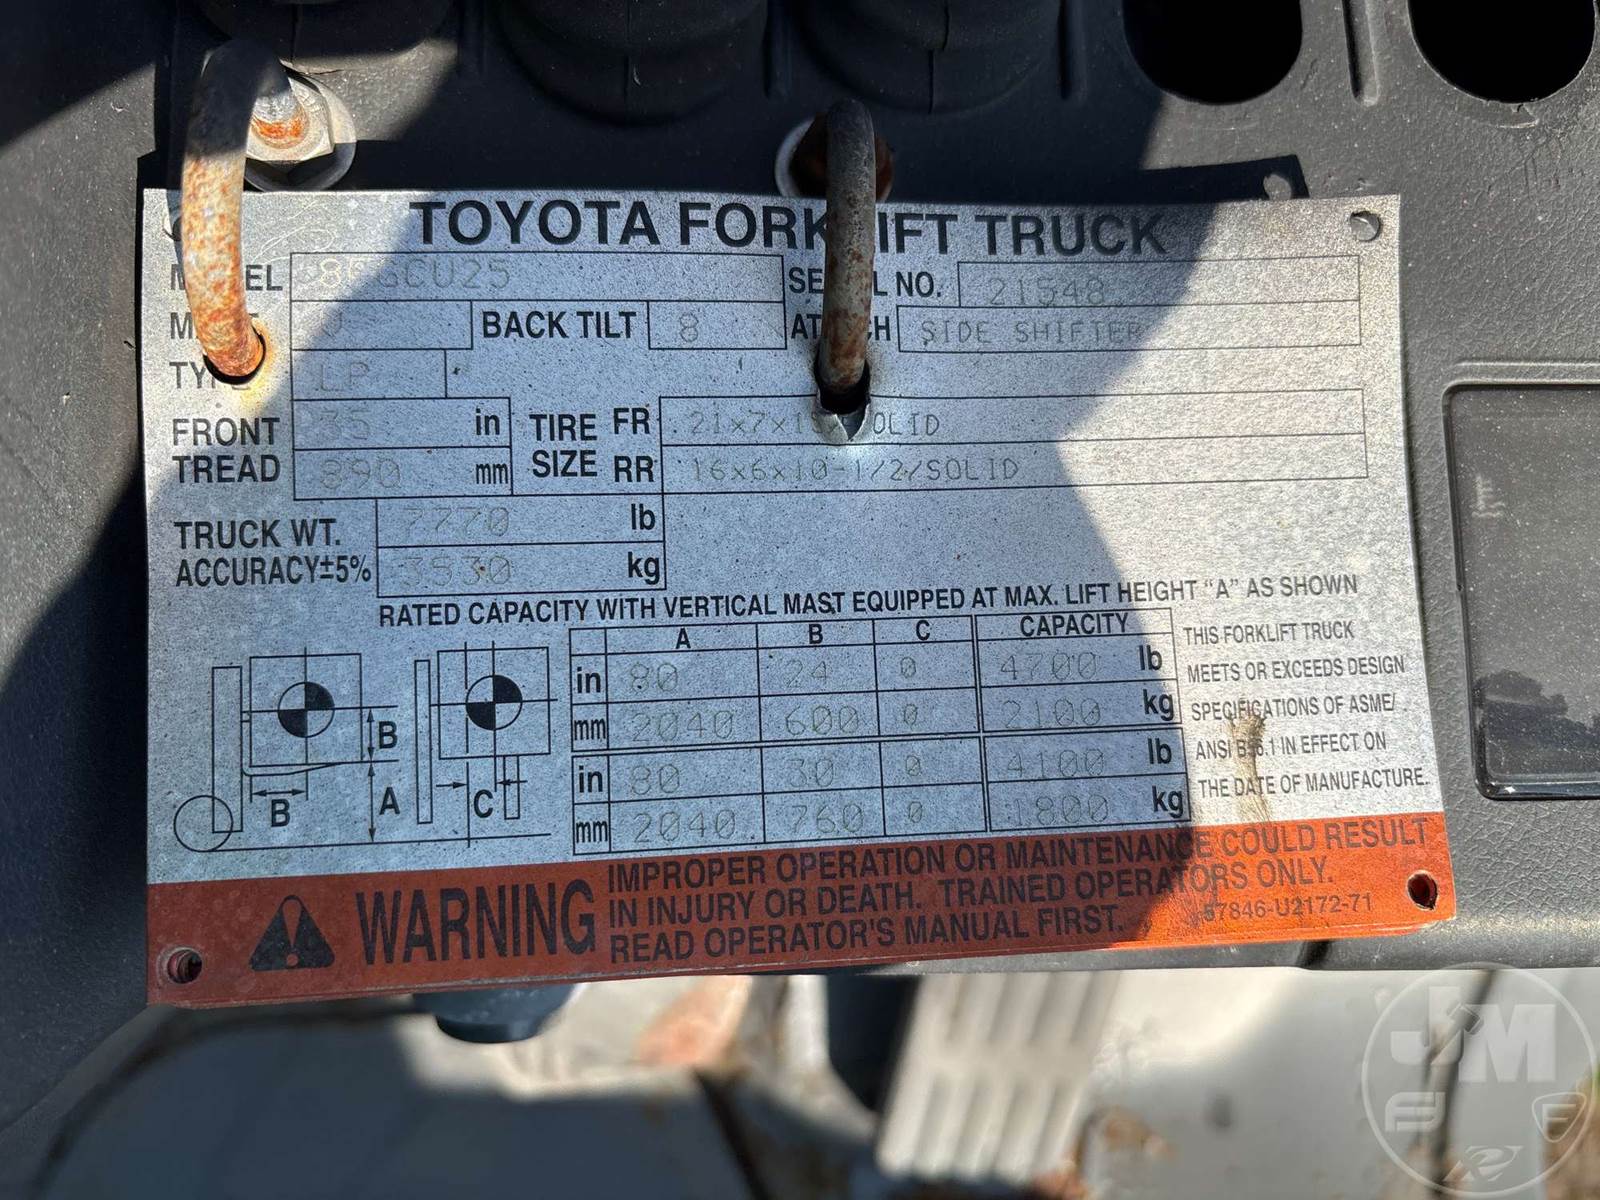 TOYOTA FORKLIFT TRUCK
MODEL 8FGCU25 SERIAL NO. 21548
BACK TILT 8 ATTACH SIDE SHIFTER
TYPE LP
FRONT TREAD 35 in TIRE SIZE FR
890 mm RR 16x6x10-1/2/SOLID
TRUCK WT. ACCURACY±5% 7770 lb
3530 kg
RATED CAPACITY WITH VERTICAL MAST EQUIPPED AT MAX. LIFT HEIGHT "A" AS SHOWN
A B C CAPACITY
in 80 24 0 4700 lb
mm 2040 600 0 2100 kg
in 80 30 0 4100 lb
mm 2040 760 0 1800 kg
B
B
A
C
THIS FORKLIFT TRUCK
MEETS OR EXCEEDS DESIGN
SPECIFICATIONS OF ASME/
ANSI B56.1 IN EFFECT ON
THE DATE OF MANUFACTURE.
WARNING
IMPROPER OPERATION OR MAINTENANCE COULD RESULT
IN INJURY OR DEATH. TRAINED OPERATORS ONLY.
READ OPERATOR'S MANUAL FIRST.
57846-U2172-71
JM